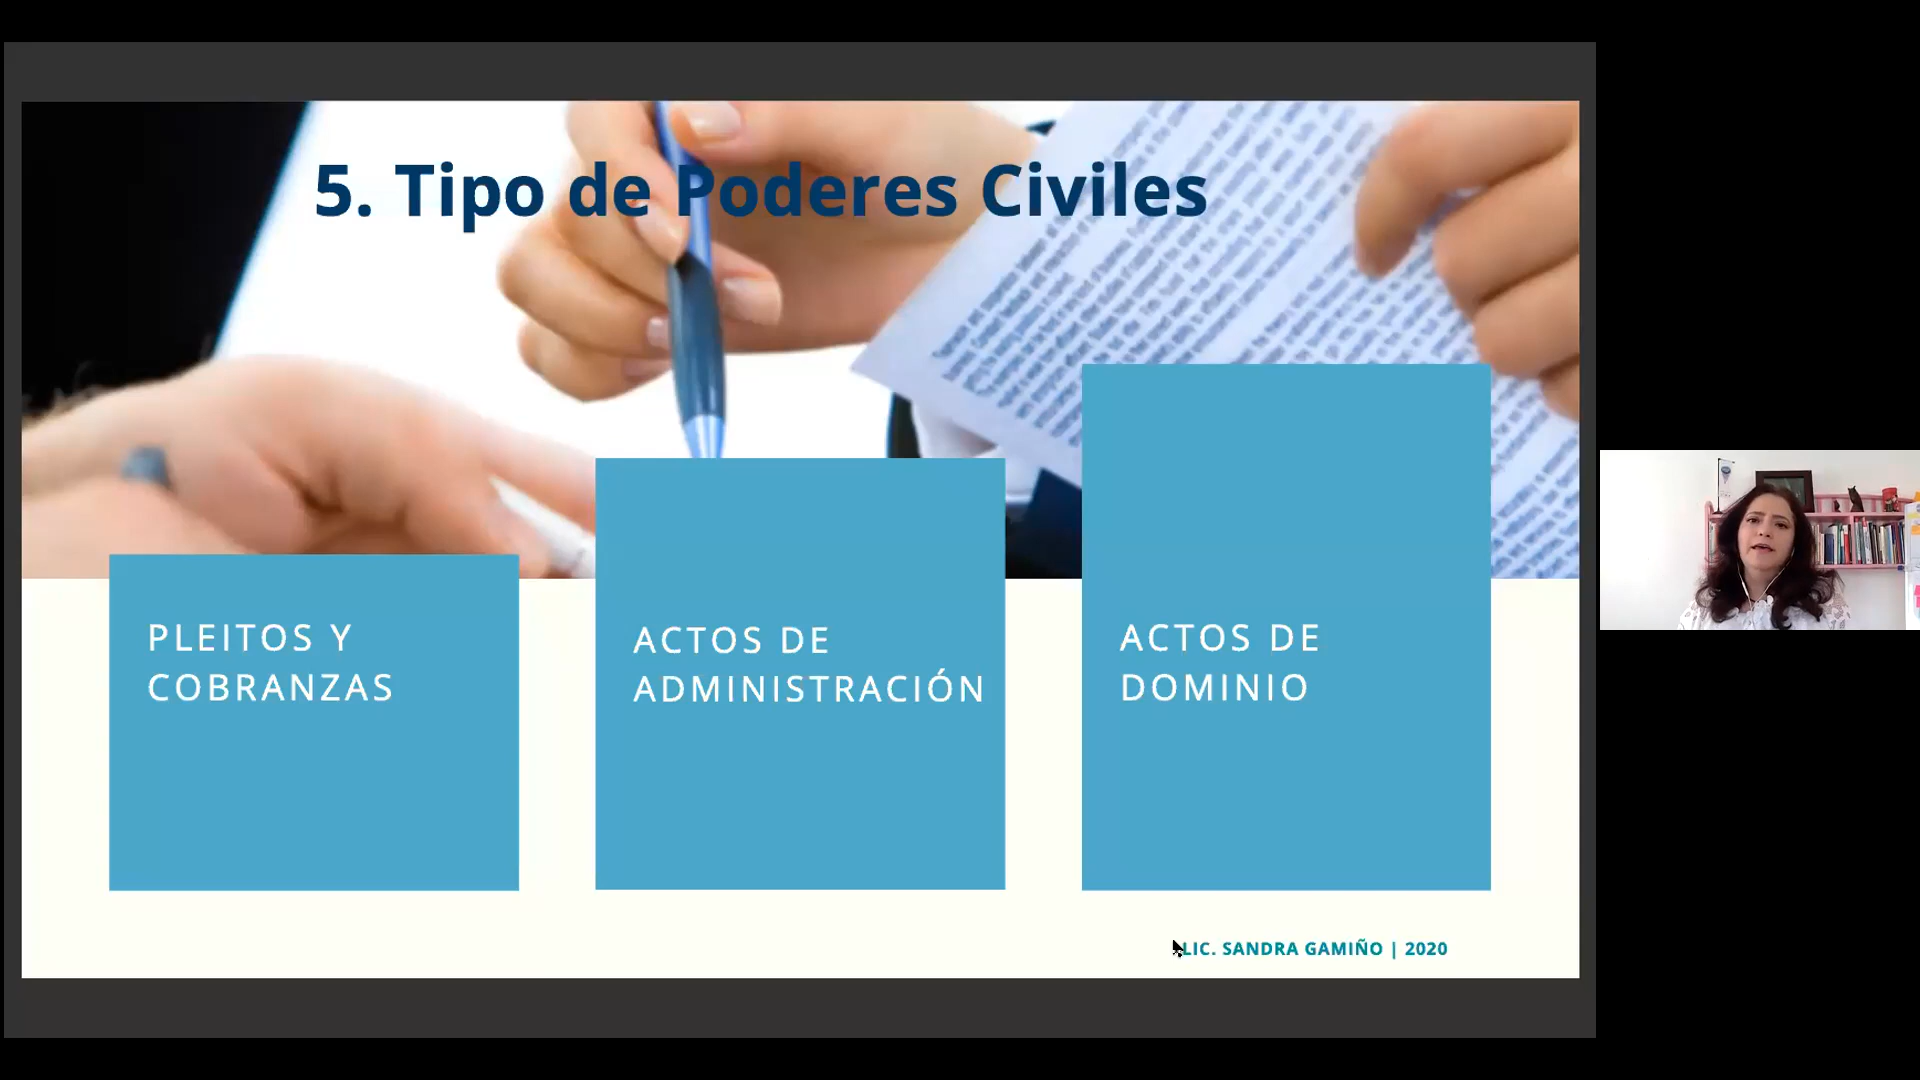 5. Tipo de Poderes Civiles
PLEITOS Y
COBRANZAS
ACTOS DE
ADMINISTRACIÓN
ACTOS DE
DOMINIO
LIC. SANDRA GAMIÑO | 2020